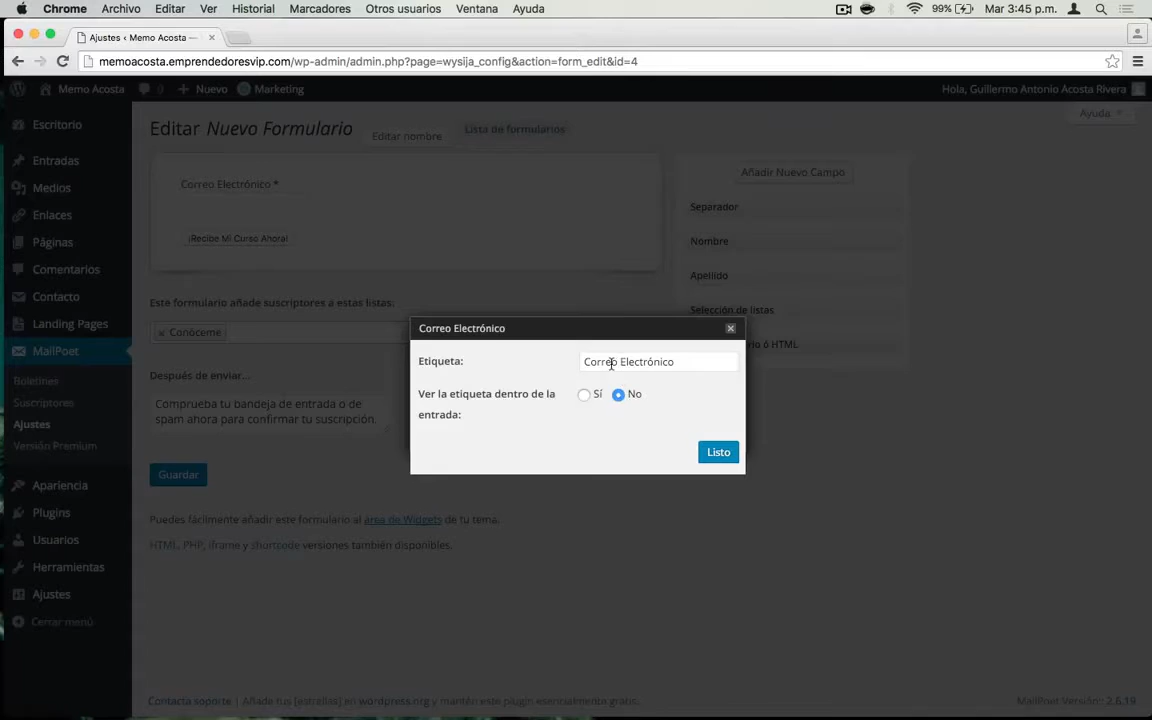 Chrome Archivo Editar Ver Historial Marcadores Otros usuarios Ventana Ayuda 99% Mar 3:45 p.m.
Ajustes ‹ Memo Acosta
memoacosta.emprendedoresvip.com/wp-admin/admin.php?page=wysija_config&action=form_edit&id=4
Memo Acosta 0 Nuevo Marketing Hola, Guillermo Antonio Acosta Rivera
Ayuda
Escritorio
Entradas
Medios
Enlaces
Páginas
Comentarios
Contacto
Landing Pages
MailPoet
Boletines
Suscriptores
Ajustes
Versión Premium
Apariencia
Plugins
Usuarios
Herramientas
Ajustes
Cerrar menú
Editar Nuevo Formulario Editar nombre Lista de formularios
Correo Electrónico *
¡Recibe Mi Curso Ahora!
Este formulario añade suscriptores a estas listas:
× Conóceme
Después de enviar...
Comprueba tu bandeja de entrada o de
spam ahora para confirmar tu suscripción.
Guardar
Puedes fácilmente añadir este formulario al área de Widgets de tu tema.
HTML, PHP, iframe y shortcode versiones también disponibles.
Añadir Nuevo Campo
Separador
Nombre
Apellido
Selección de listas
ó HTML
Correo Electrónico
Etiqueta: Correo Electrónico
Ver la etiqueta dentro de la Sí No
entrada:
Listo
Contacta soporte | Añade tus [estrellas] en wordpress.org y mantén este plugin esencialmente gratis.
MailPoet Versión: 2.6.19